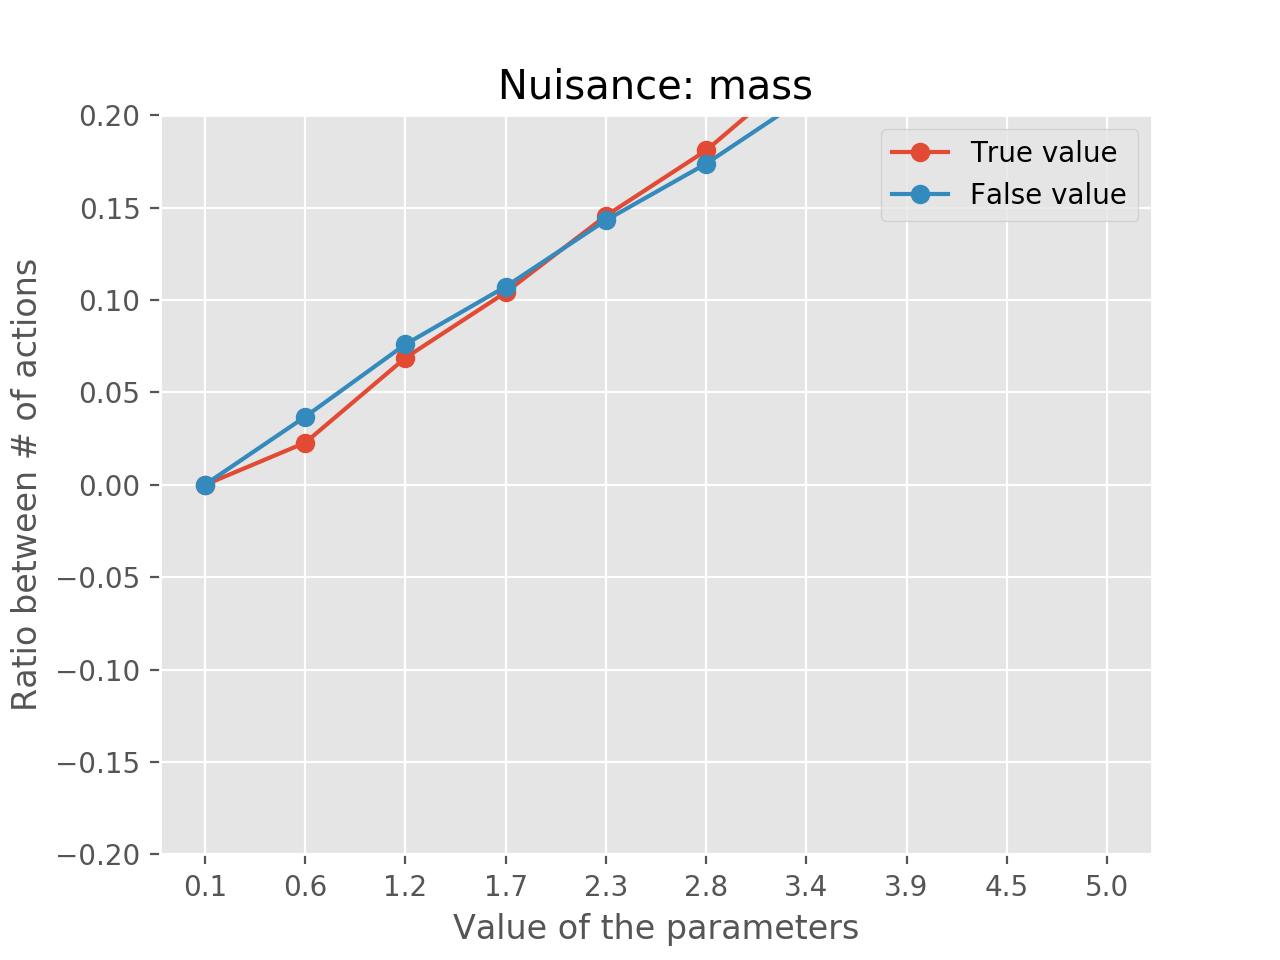 Nuisance: mass
True value
False value
Ratio between # of actions
0.20
0.15
0.10
0.05
0.00
−0.05
−0.10
−0.15
−0.20
0.1 0.6 1.2 1.7 2.3 2.8 3.4 3.9 4.5 5.0
Value of the parameters